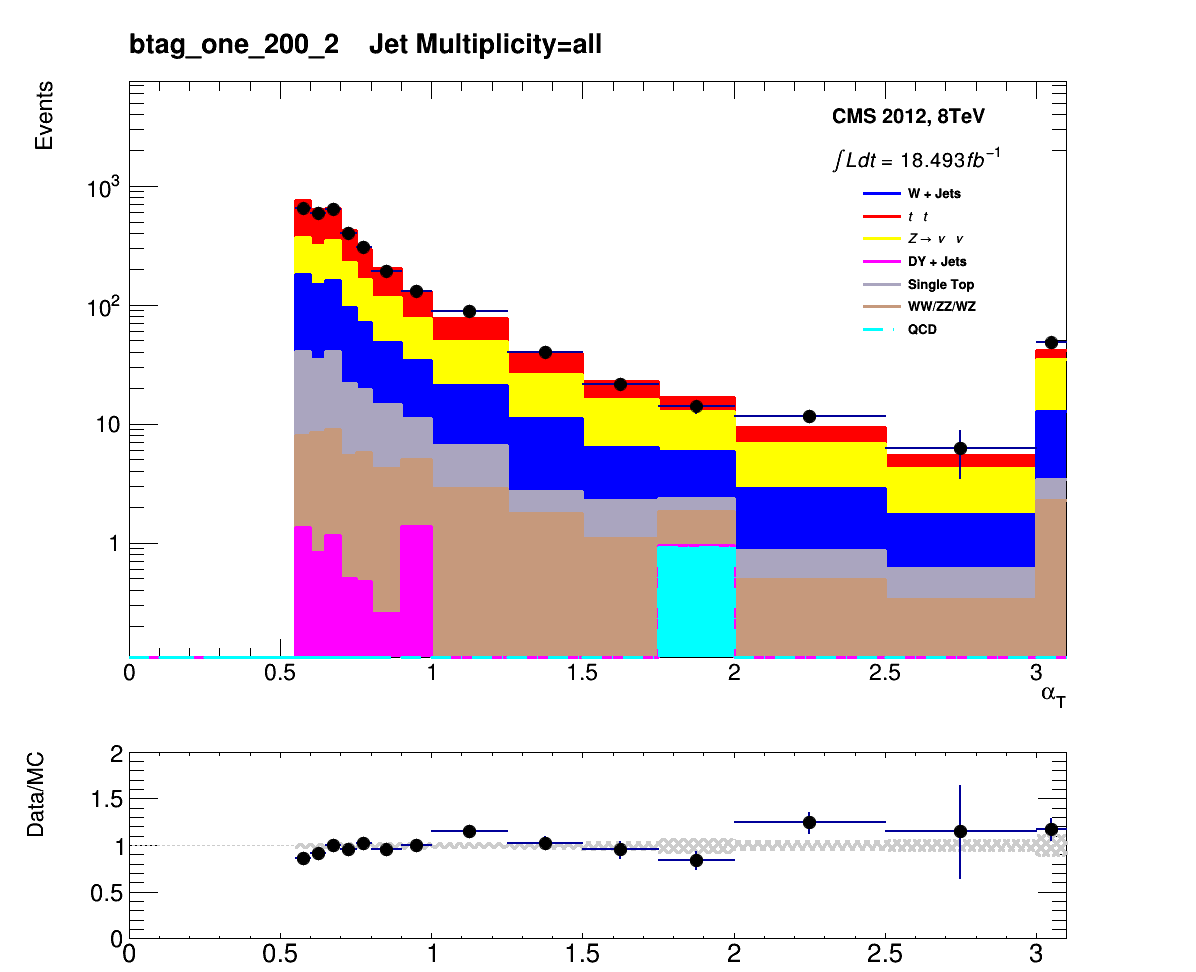 btag_one_200_2 Jet Multiplicity=all
Events
CMS 2012, 8TeV
∫Ldt = 18.493fb⁻¹
W + Jets
t t
Z → ν ν
DY + Jets
Single Top
WW/ZZ/WZ
QCD
10³
10²
10
1
0 0.5 1 1.5 2 2.5 3
α_T
Data/MC
2
1.5
1
0.5
0
0 0.5 1 1.5 2 2.5 3